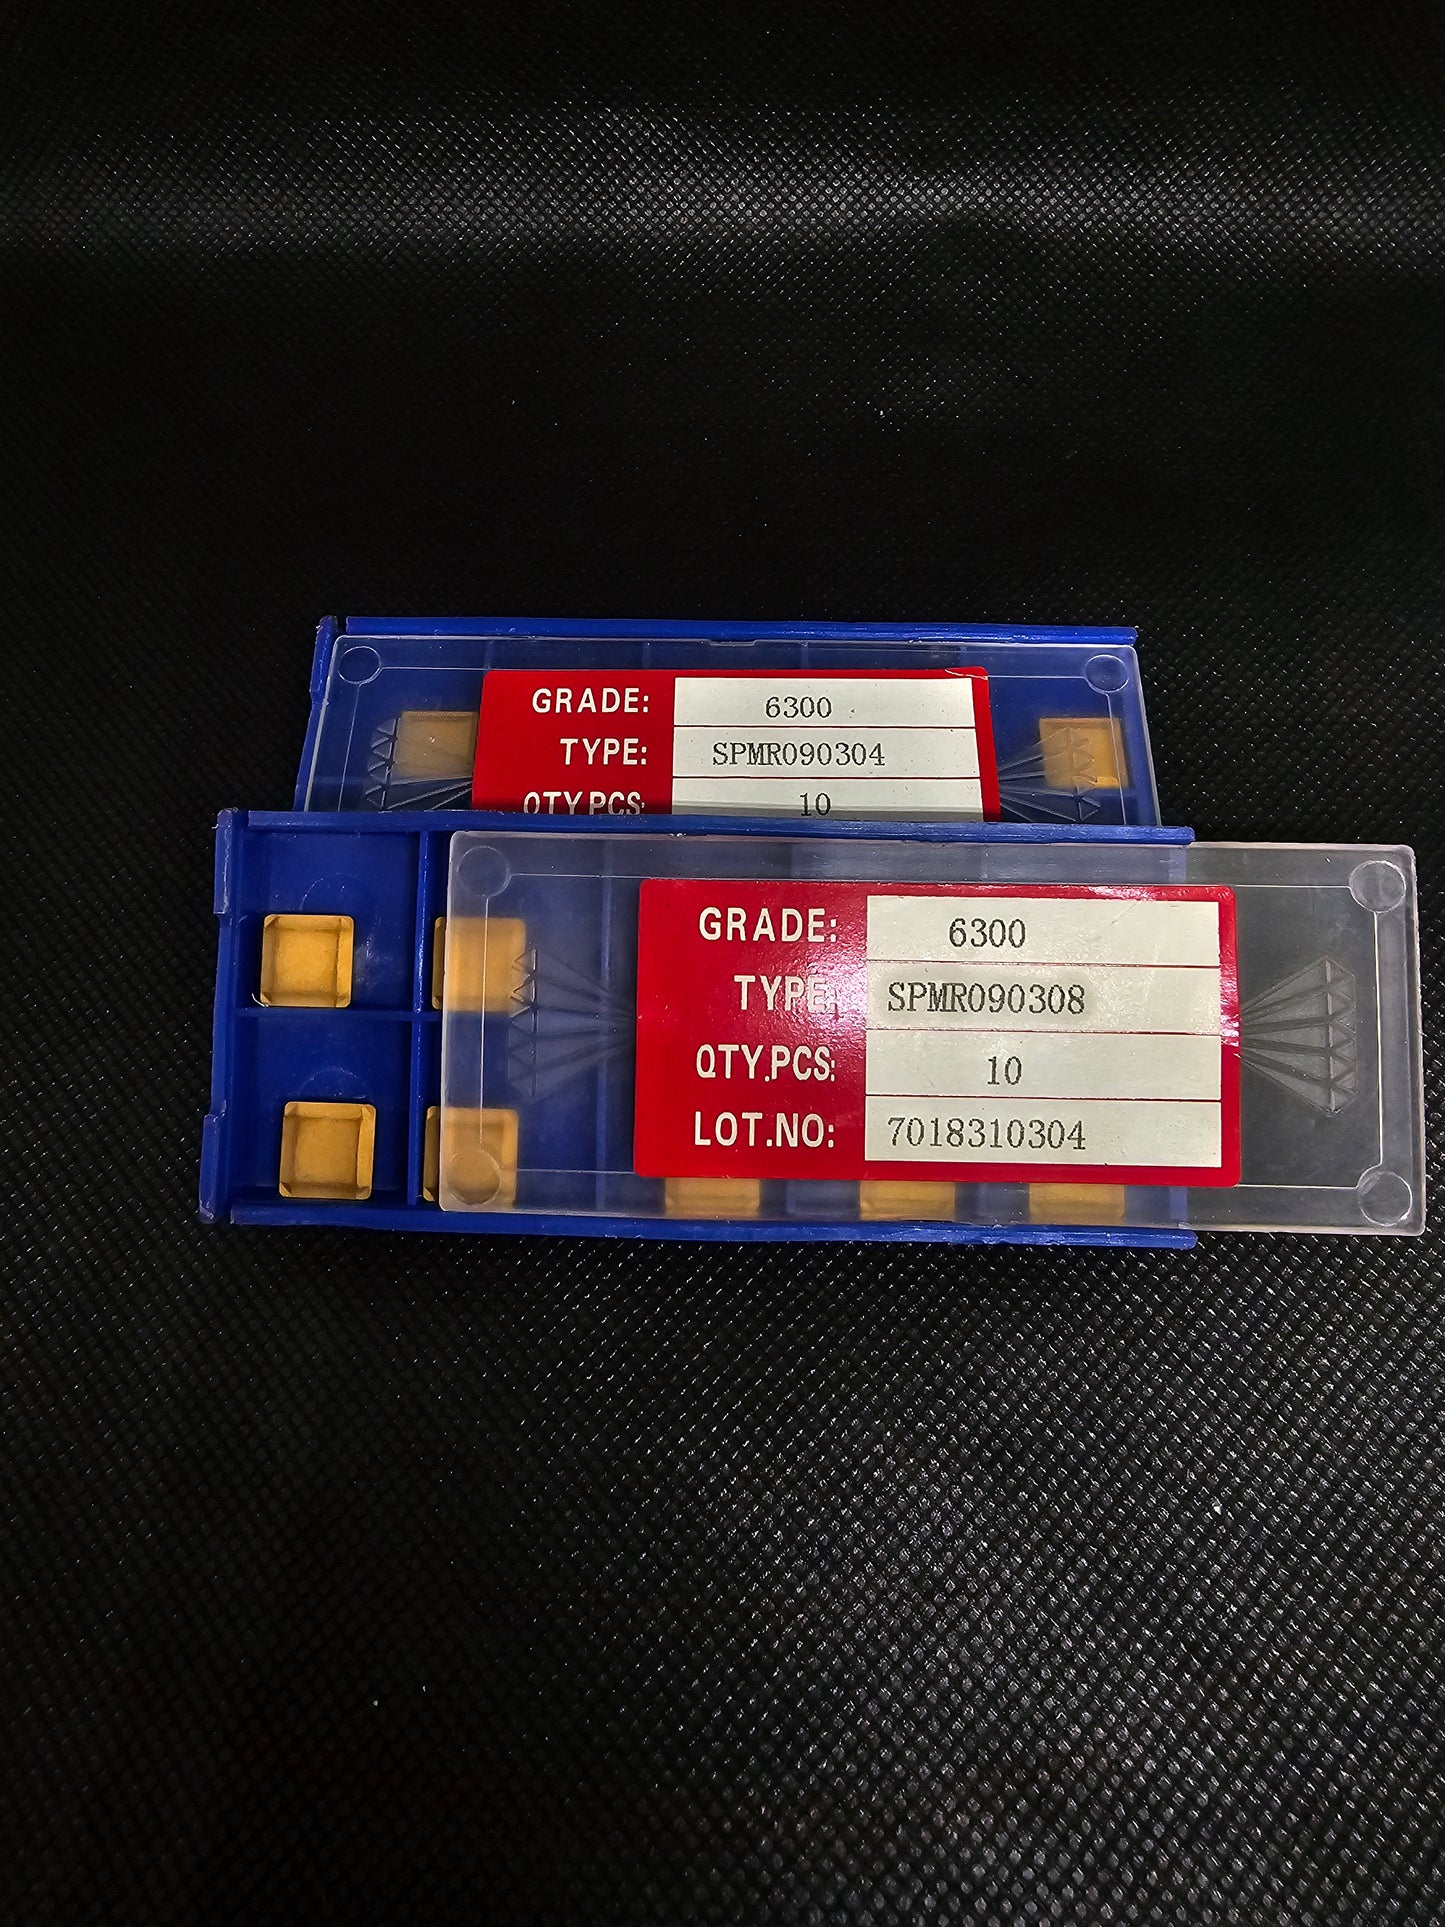 GRADE: 6300
TYPE: SPMR090304
QTY.PCS: 10
GRADE: 6300
TYPE: SPMR090308
QTY.PCS: 10
LOT.NO: 7018310304